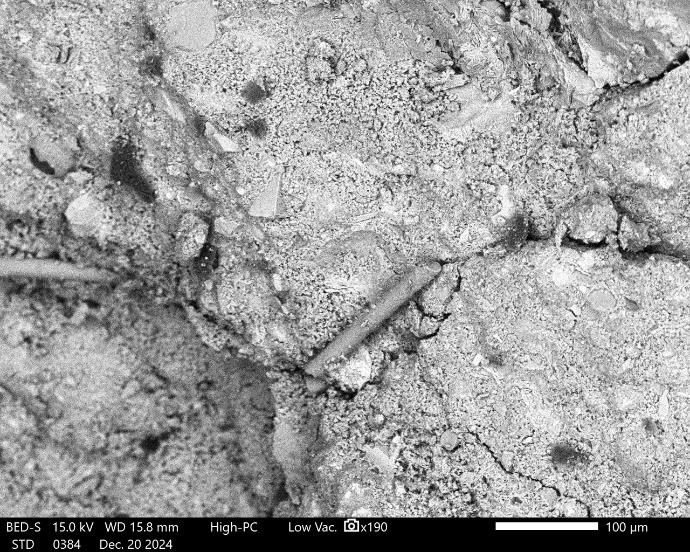 BED-S 15.0 kV WD 15.8 mm High-PC Low Vac. x190 100 µm
STD 0384 Dec. 20 2024